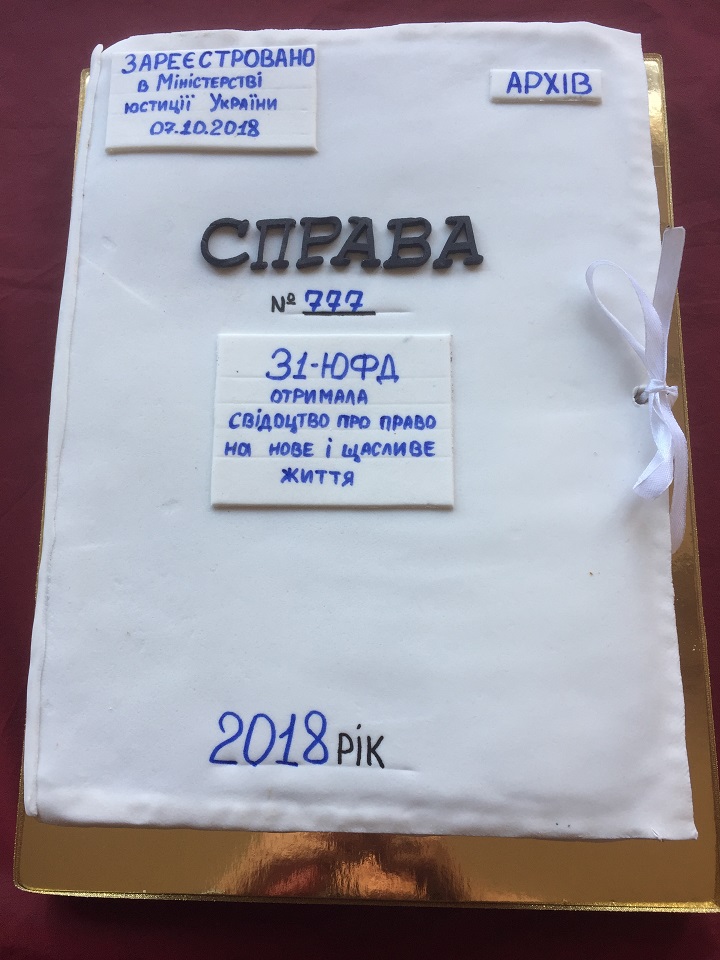 ЗАРЕЄСТРОВАНО
в Міністерстві
юстиції України
07.10.2018
АРХІВ
СПРАВА
№ 777
31-ЮФД
ОТРИМАЛА
СВІДОЦТВО ПРО ПРАВО
НА НОВЕ І ЩАСЛИВЕ
ЖИТТЯ
2018 РІК